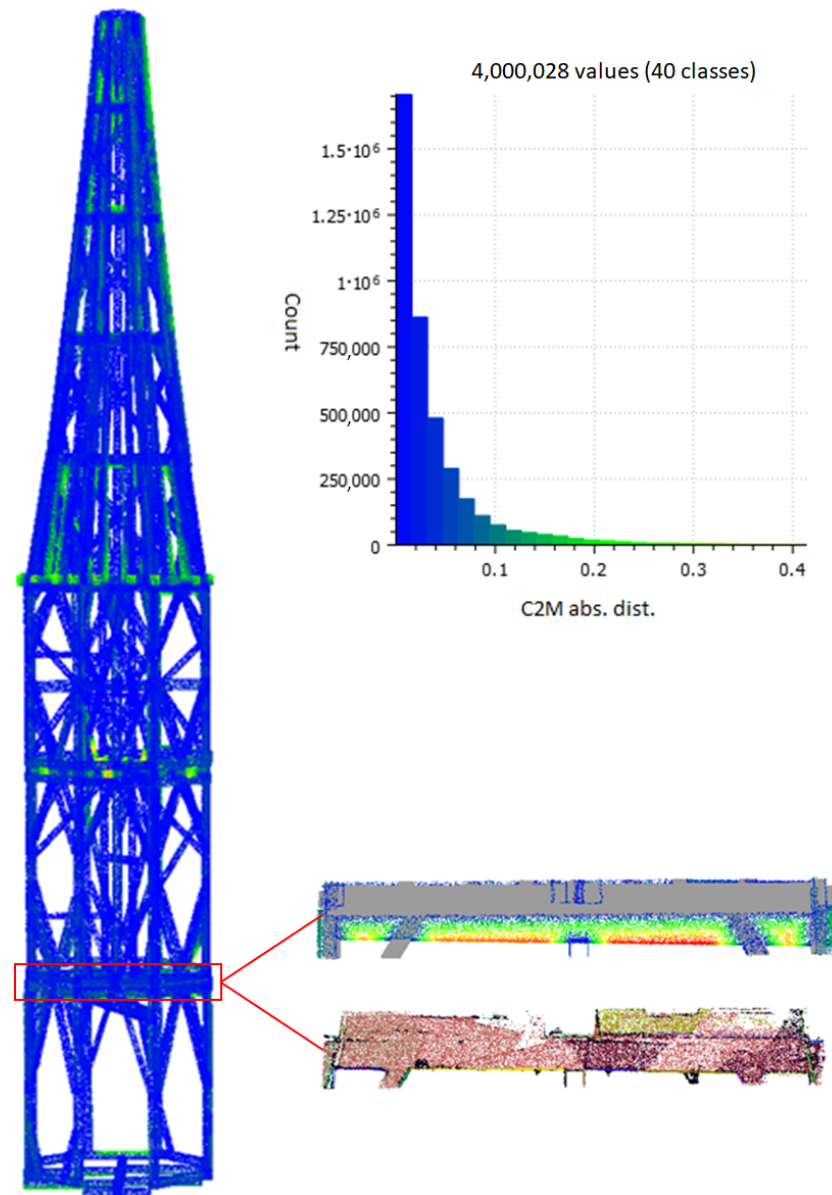 4,000,028 values (40 classes)
1.5·10⁶
1.25·10⁶
1·10⁶
750,000
500,000
250,000
0
Count
0.1 0.2 0.3 0.4
C2M abs. dist.